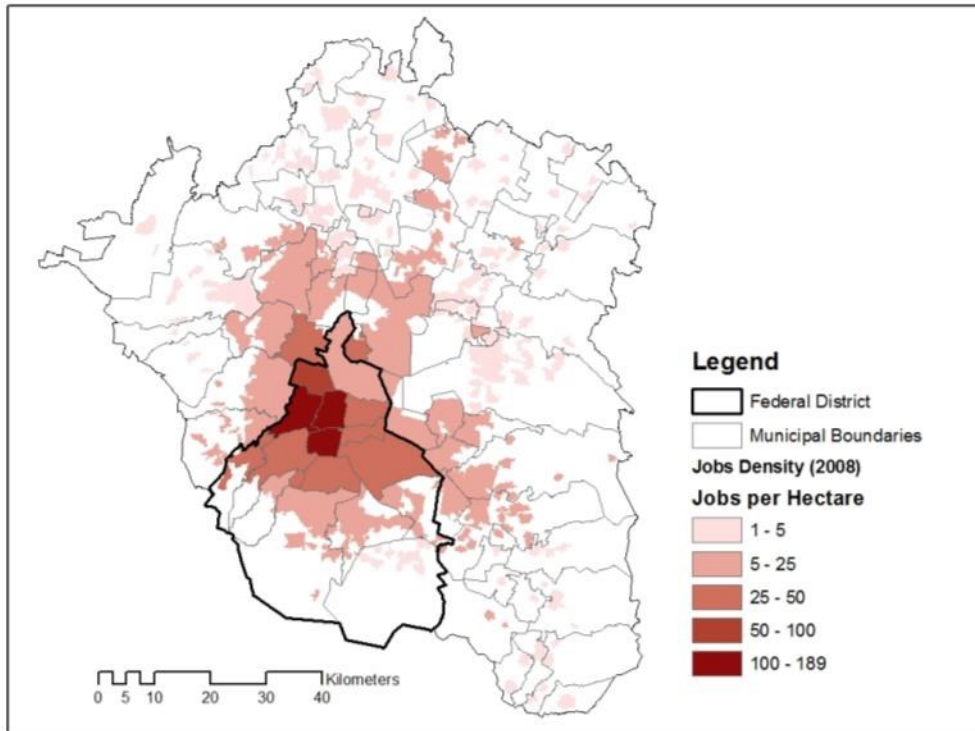 Legend
Federal District
Municipal Boundaries
Jobs Density (2008)
Jobs per Hectare
1 - 5
5 - 25
25 - 50
50 - 100
100 - 189
Kilometers
0 5 10 20 30 40